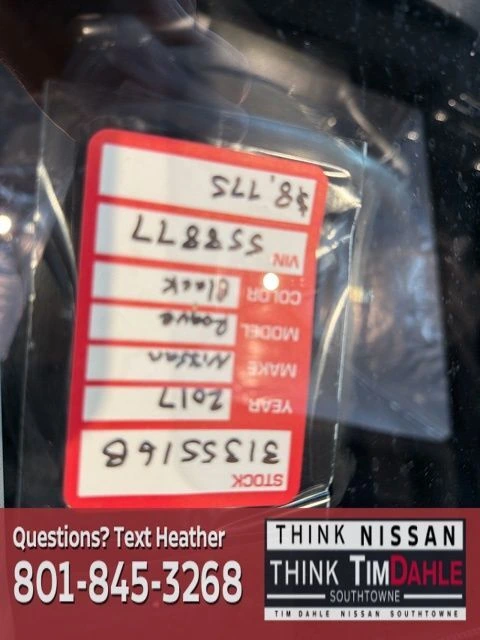 STOCK
3135516B
YEAR 2017
MAKE Nissan
MODEL Rogue
COLOR Black
VIN 558877
$8,775
Questions? Text Heather
801-845-3268
THINK NISSAN
THINK TIMDAHLE
SOUTHTOWNE
TIM DAHLE NISSAN SOUTHTOWNE